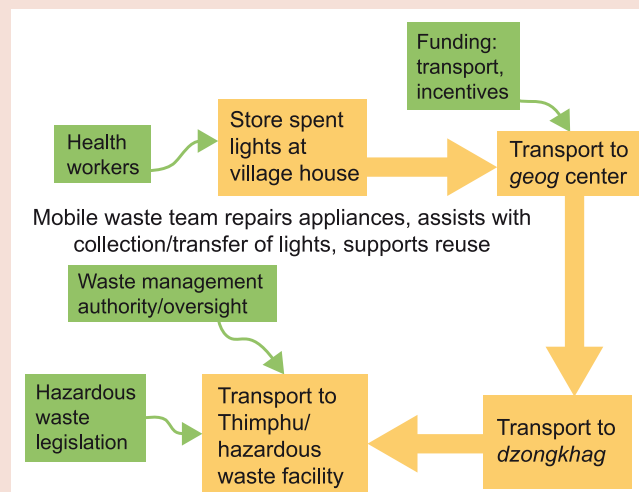 Funding:
transport,
incentives
Store spent
lights at
village house
Health
workers
Transport to
geog center
Mobile waste team repairs appliances, assists with
collection/transfer of lights, supports reuse
Waste management
authority/oversight
Hazardous
waste
legislation
Transport to
Thimphu/
hazardous
waste facility
Transport to
dzongkhag